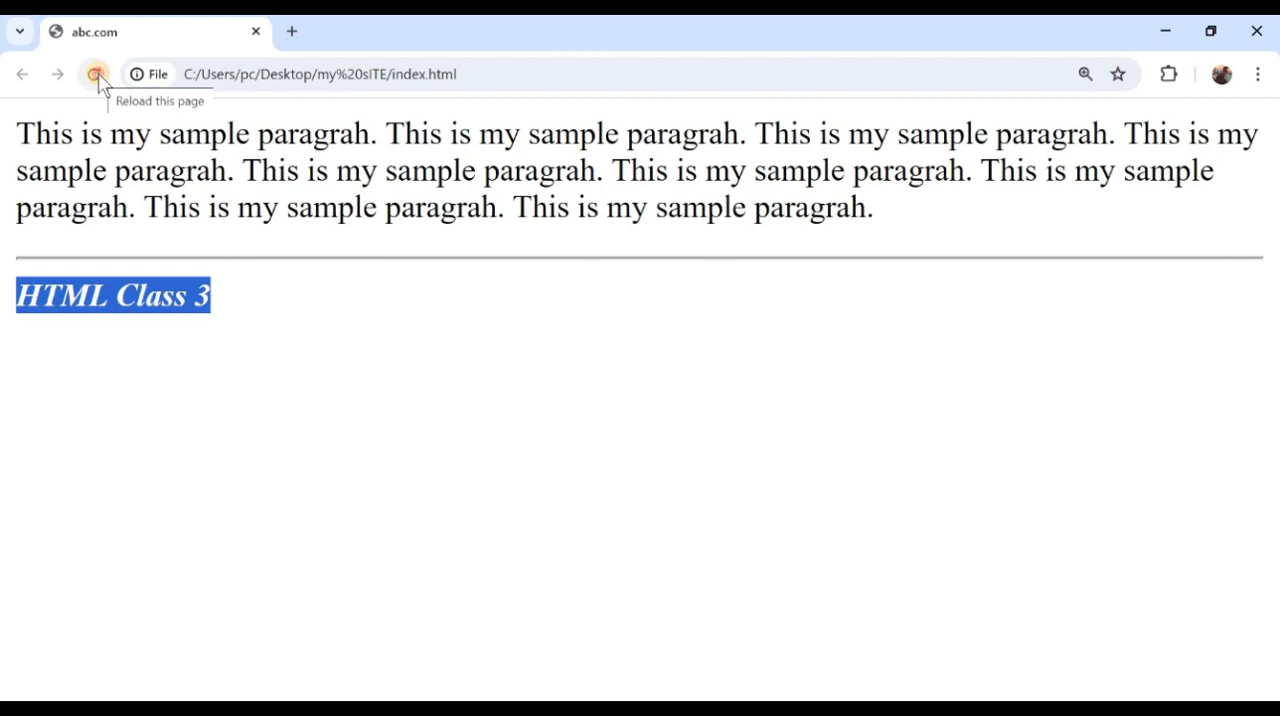 abc.com
File C:/Users/pc/Desktop/my%20sITE/index.html
Reload this page
This is my sample paragrah. This is my sample paragrah. This is my sample paragrah. This is my
sample paragrah. This is my sample paragrah. This is my sample paragrah. This is my sample
paragrah. This is my sample paragrah. This is my sample paragrah.
HTML Class 3